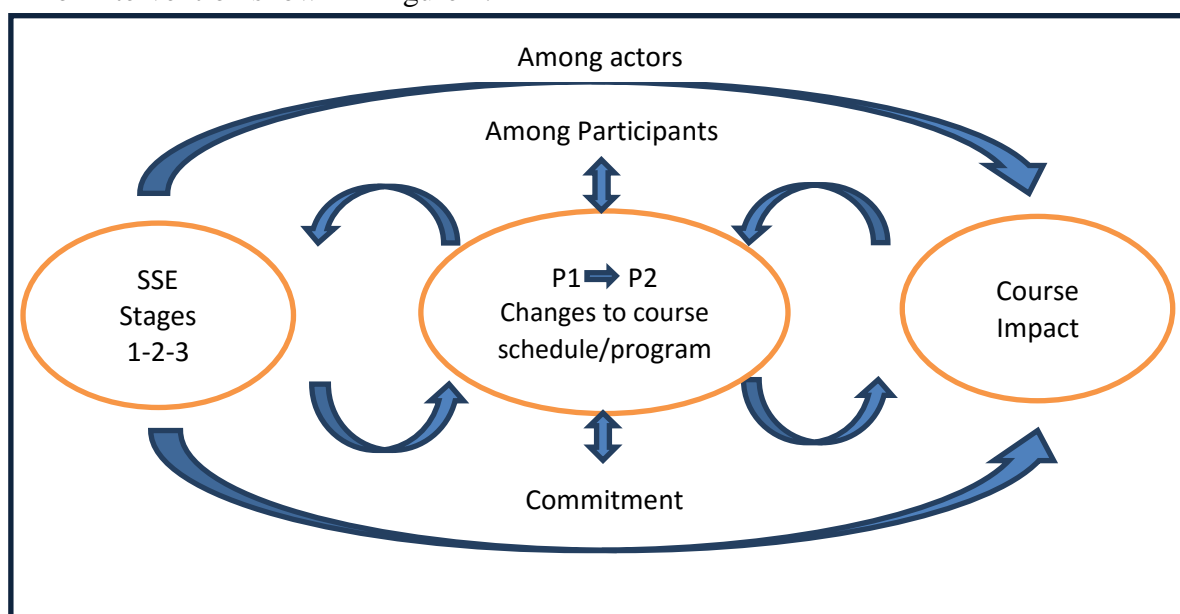 Among actors
Among Participants
SSE
Stages
1-2-3
P1 P2
Changes to course
schedule/program
Course
Impact
Commitment